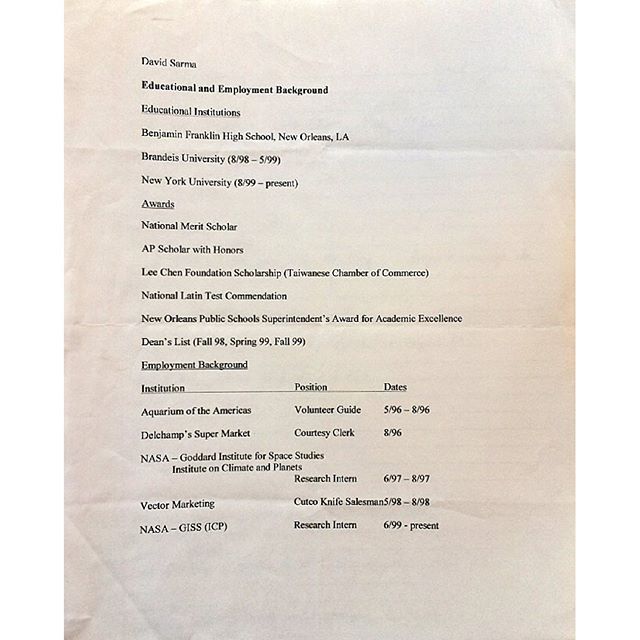 David Sarma
Educational and Employment Background
Educational Institutions
Benjamin Franklin High School, New Orleans, LA
Brandeis University (8/98 – 5/99)
New York University (8/99 – present)
Awards
National Merit Scholar
AP Scholar with Honors
Lee Chen Foundation Scholarship (Taiwanese Chamber of Commerce)
National Latin Test Commendation
New Orleans Public Schools Superintendent's Award for Academic Excellence
Dean's List (Fall 98, Spring 99, Fall 99)
Employment Background
Institution Position Dates
Aquarium of the Americas Volunteer Guide 5/96 – 8/96
Delchamp's Super Market Courtesy Clerk 8/96
NASA – Goddard Institute for Space Studies
Institute on Climate and Planets
Research Intern 6/97 – 8/97
Vector Marketing Cutco Knife Salesman5/98 – 8/98
NASA – GISS (ICP) Research Intern 6/99 - present